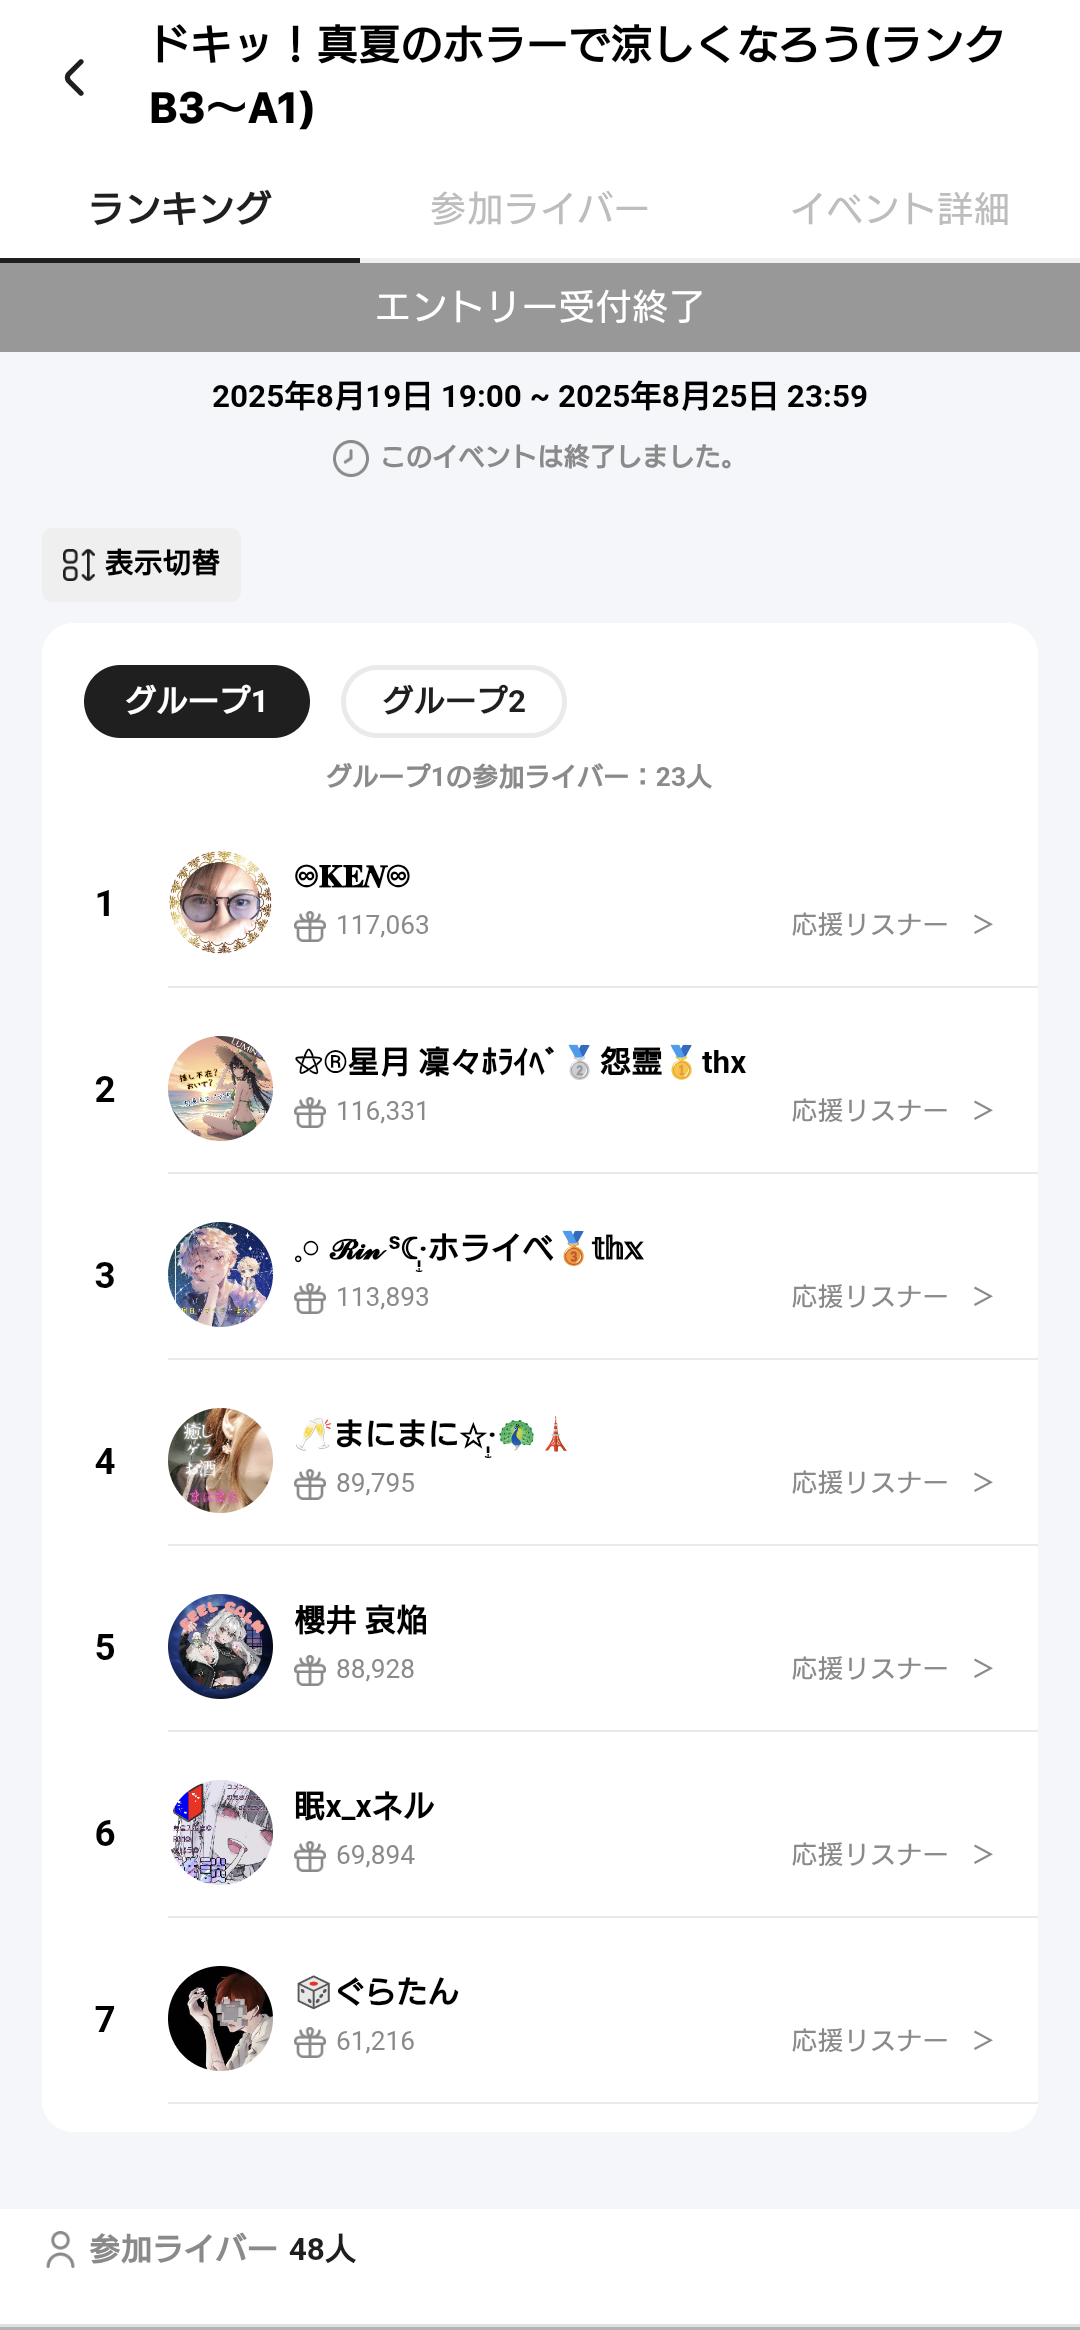 ドキッ！真夏のホラーで涼しくなろう(ランク
B3〜A1)
ランキング
参加ライバー
イベント詳細
エントリー受付終了
2025年8月19日 19:00 ~ 2025年8月25日 23:59
このイベントは終了しました。
表示切替
グループ1
グループ2
グループ1の参加ライバー：23人
1
♾𝐊𝐄𝑵♾
117,063
応援リスナー >
2
⚝®星月 凜々ﾎﾗｲﾍﾞ🥈怨霊🥇thx
116,331
応援リスナー >
3
｡○ 𝓡𝓲𝓷 ˢ☾·̩͙ホライベ🥉𝕥𝕙𝕩
113,893
応援リスナー >
4
🥂まにまに☆·̩͙🦚🗼
89,795
応援リスナー >
5
櫻井 哀焔
88,928
応援リスナー >
6
眠x_xネル
69,894
応援リスナー >
7
🎲ぐらたん
61,216
応援リスナー >
参加ライバー 48人